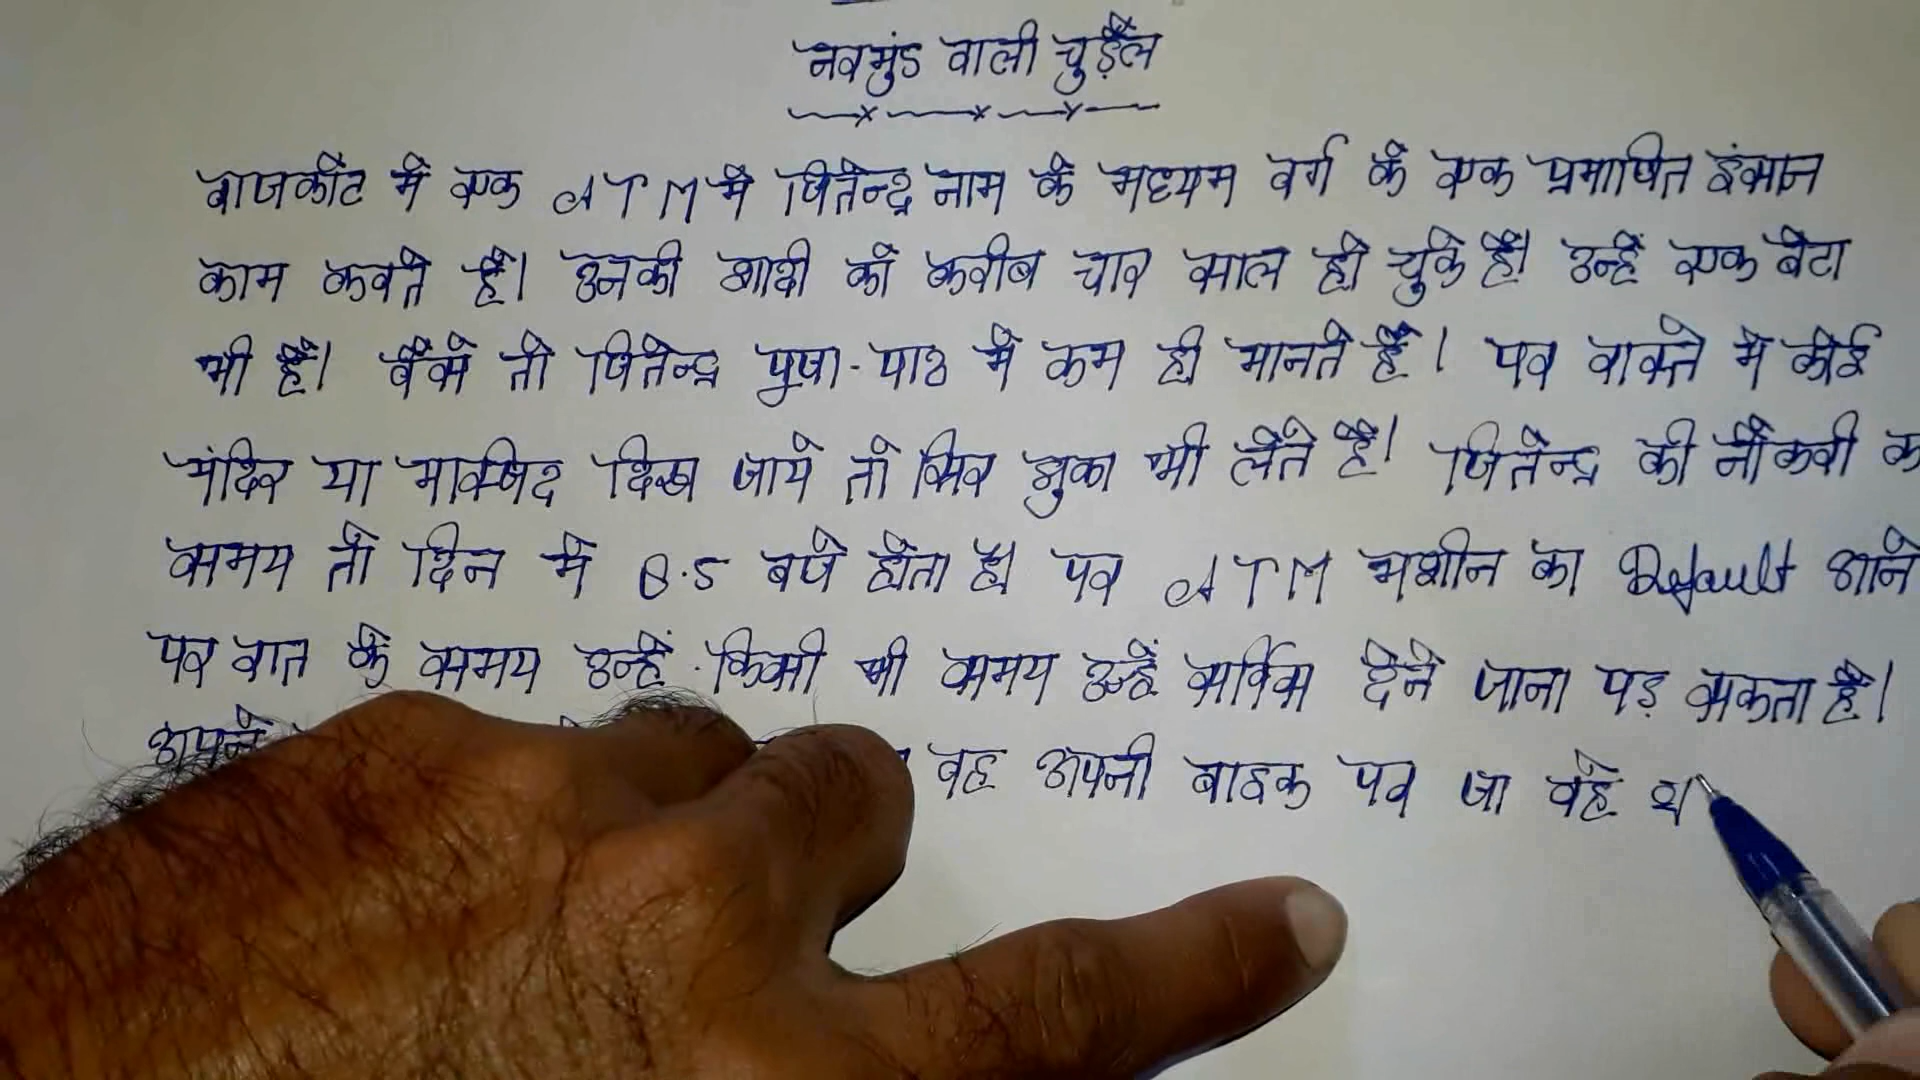 नरमुंड वाली चुड़ैल
राजकोट में एक ATM में जितेन्द्र नाम के मध्यम वर्ग के एक प्रमाणित इंसान
काम करते है। उनकी शादी को करीब चार साल हो चुके है। उन्हें एक बेटा
भी है। वैसे तो जितेन्द्र पुजा-पाठ में कम ही मानते है। पर रास्ते में कोई
मंदिर या मस्जिद दिख जाये तो सिर झुका भी लेते है। जितेन्द्र की नौकरी क
समय तो दिन में 8.5 बजे होता है। पर ATM मशीन का Default आने
पर रात के समय उन्हें किसी भी समय उन्हें सर्विस देने जाना पड़ सकता है।
अपने वह अपनी बाइक पर जा रहे थ